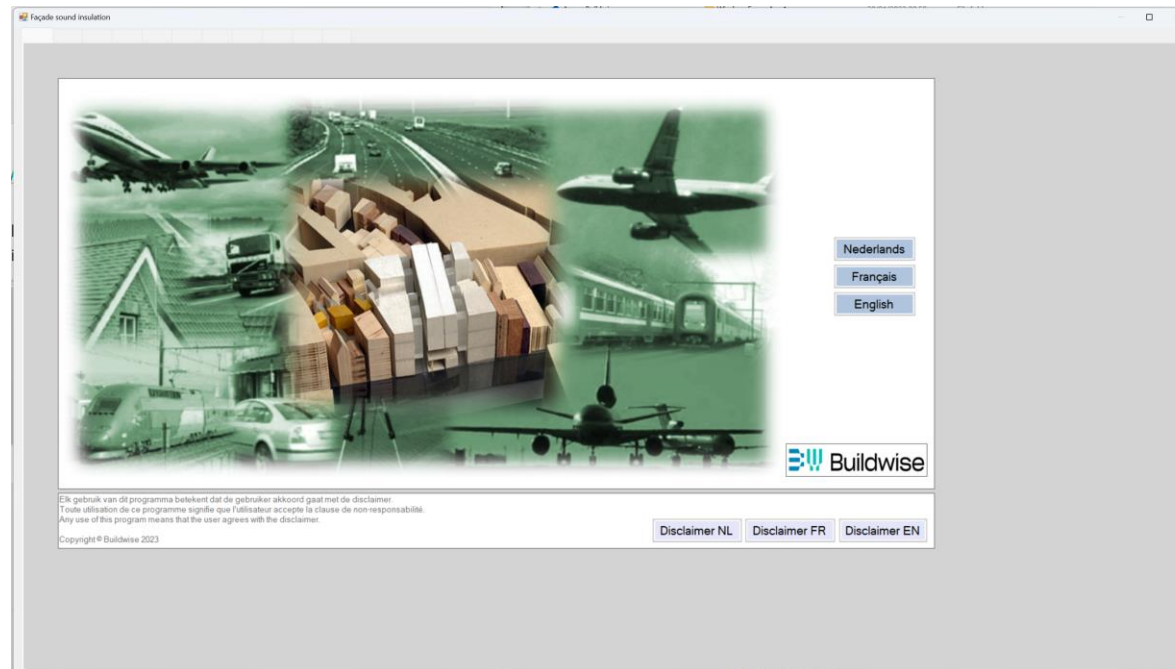 Façade sound insulation
Nederlands
Français
English
Buildwise
Elk gebruik van dit programma betekent dat de gebruiker akkoord gaat met de disclaimer.
Toute utilisation de ce programme signifie que l'utilisateur accepte la clause de non-responsabilité.
Any use of this program means that the user agrees with the disclaimer.
Copyright © Buildwise 2023
Disclaimer NL
Disclaimer FR
Disclaimer EN